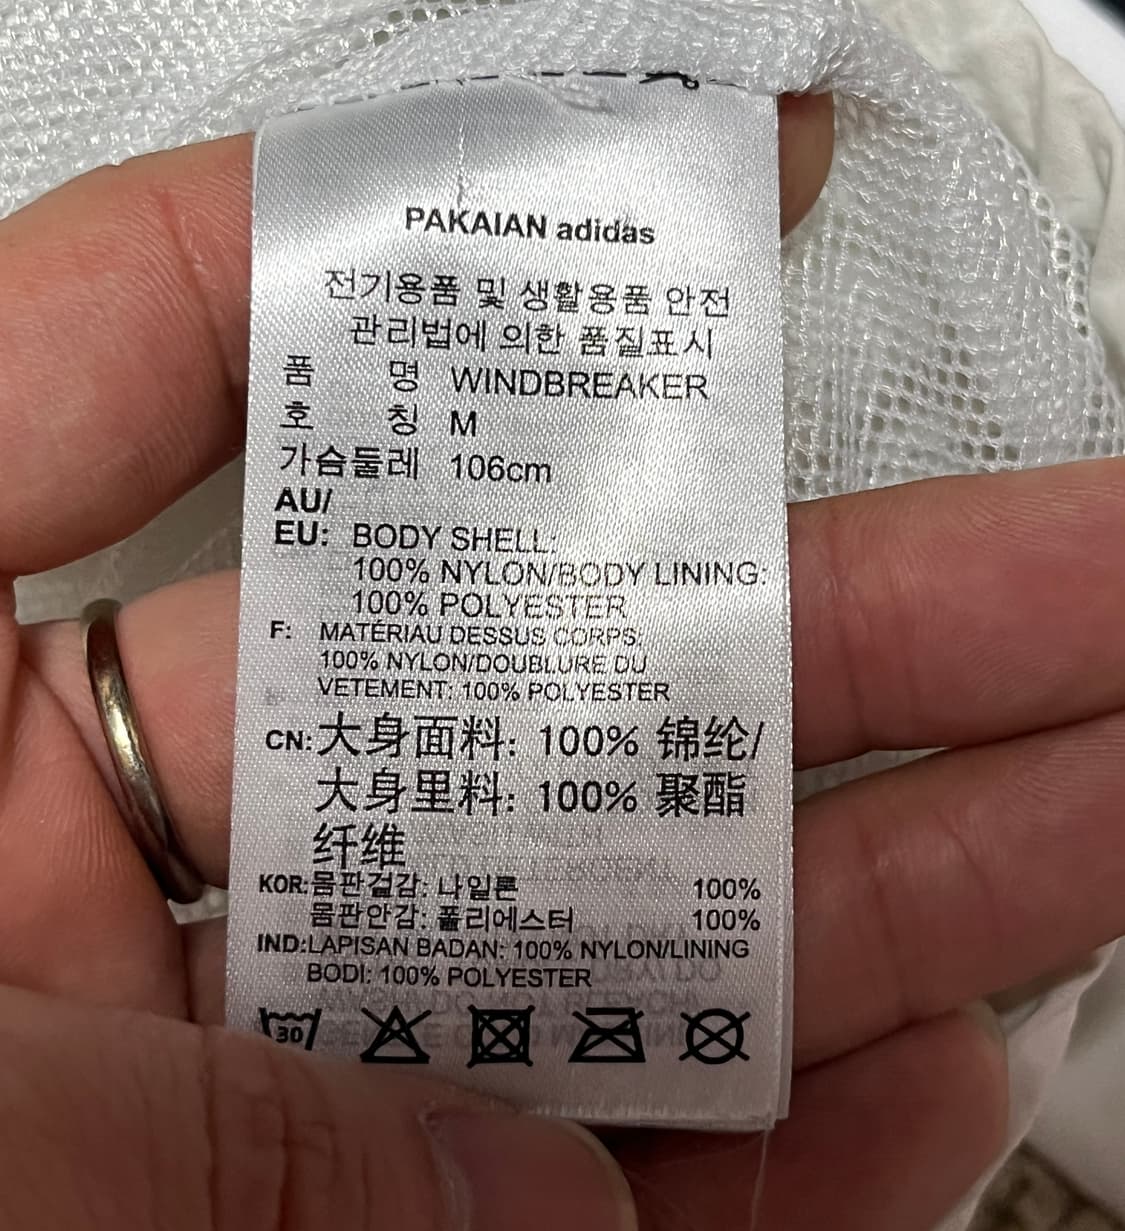 PAKAIAN adidas
전기용품 및 생활용품 안전
관리법에 의한 품질표시
품 명 WINDBREAKER
호 칭 M
가슴둘레 106cm
AU/
EU: BODY SHELL:
100% NYLON/BODY LINING:
100% POLYESTER
F: MATÉRIAU DESSUS CORPS:
100% NYLON/DOUBLURE DU
VETEMENT: 100% POLYESTER
CN: 大身面料: 100% 锦纶/
大身里料: 100% 聚酯
纤维
KOR: 몸판겉감: 나일론 100%
몸판안감: 폴리에스터 100%
IND: LAPISAN BADAN: 100% NYLON/LINING
BODI: 100% POLYESTER
30